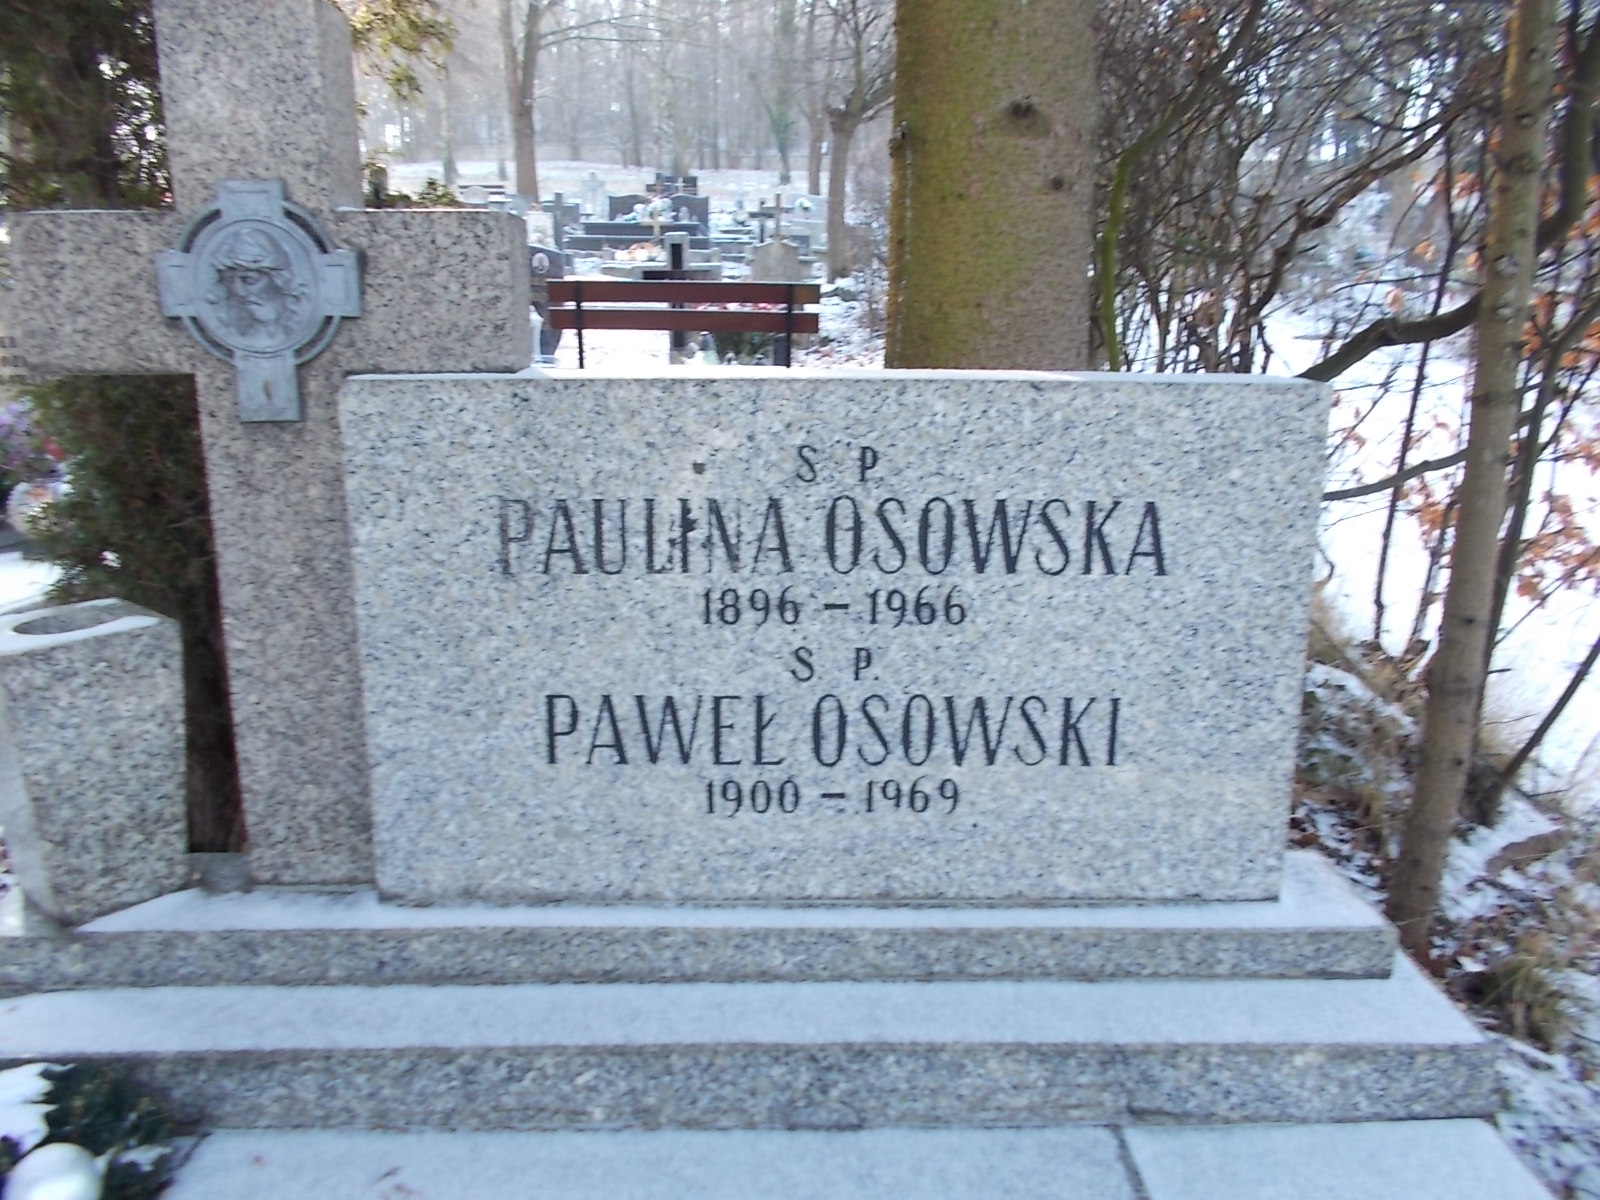 S P.
PAULINA OSOWSKA
1896 – 1966
S P.
PAWEŁ OSOWSKI
1900 – 1969